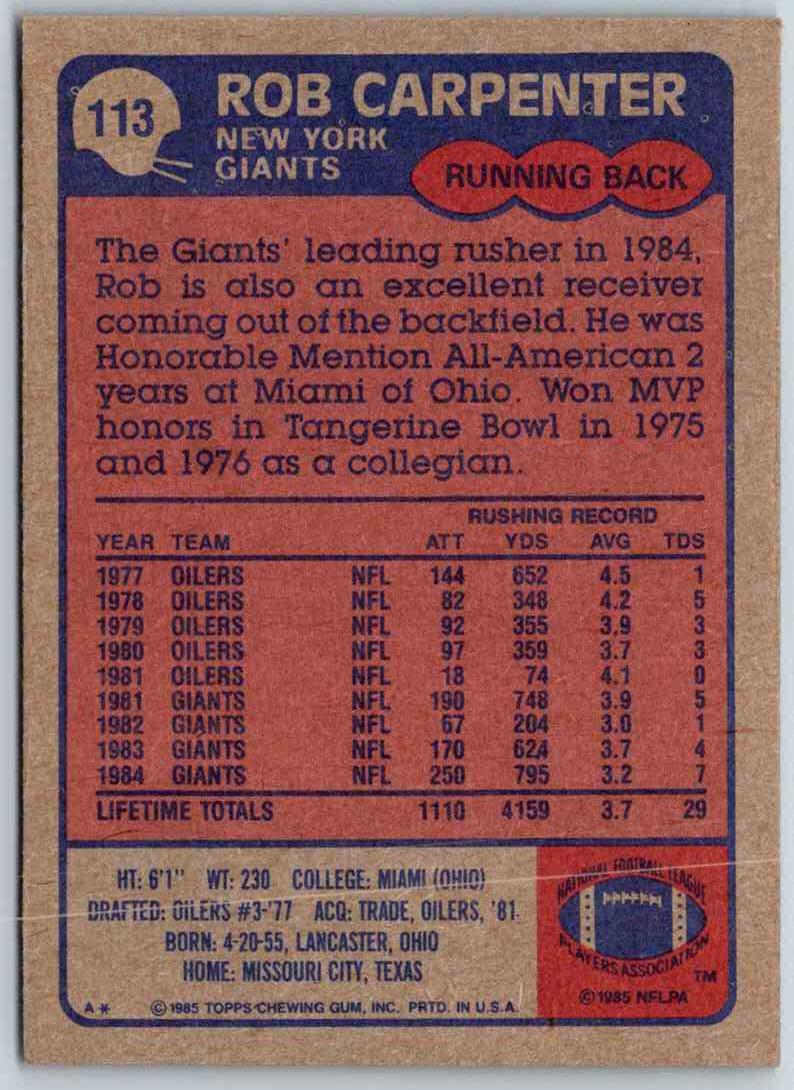 113
ROB CARPENTER
NEW YORK
GIANTS
RUNNING BACK
The Giants' leading rusher in 1984,
Rob is also an excellent receiver
coming out of the backfield. He was
Honorable Mention All-American 2
years at Miami of Ohio. Won MVP
honors in Tangerine Bowl in 1975
and 1976 as a collegian.
RUSHING RECORD
YEAR TEAM ATT YDS AVG TDS
1977 OILERS NFL 144 652 4.5 1
1978 OILERS NFL 82 348 4.2 5
1979 OILERS NFL 92 355 3.9 3
1980 OILERS NFL 97 359 3.7 3
1981 OILERS NFL 18 74 4.1 0
1981 GIANTS NFL 190 748 3.9 5
1982 GIANTS NFL 67 204 3.0 1
1983 GIANTS NFL 170 624 3.7 4
1984 GIANTS NFL 250 795 3.2 7
LIFETIME TOTALS 1110 4159 3.7 29
HT: 6'1" WT: 230 COLLEGE: MIAMI (OHIO)
DRAFTED: OILERS #3-'77 ACQ: TRADE, OILERS, '81
BORN: 4-20-55, LANCASTER, OHIO
HOME: MISSOURI CITY, TEXAS
A * © 1985 TOPPS CHEWING GUM, INC. PRTD. IN U.S.A.
NATIONAL FOOTBALL LEAGUE
PLAYERS ASSOCIATION
TM
© 1985 NFLPA